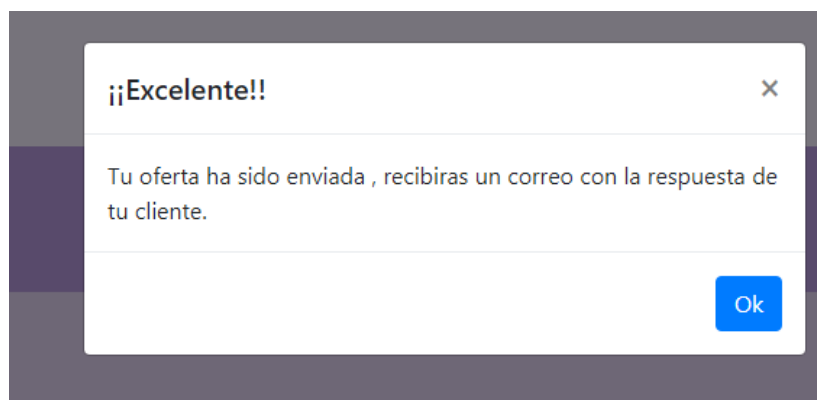 ¡¡Excelente!!
×
Tu oferta ha sido enviada , recibiras un correo con la respuesta de
tu cliente.
Ok